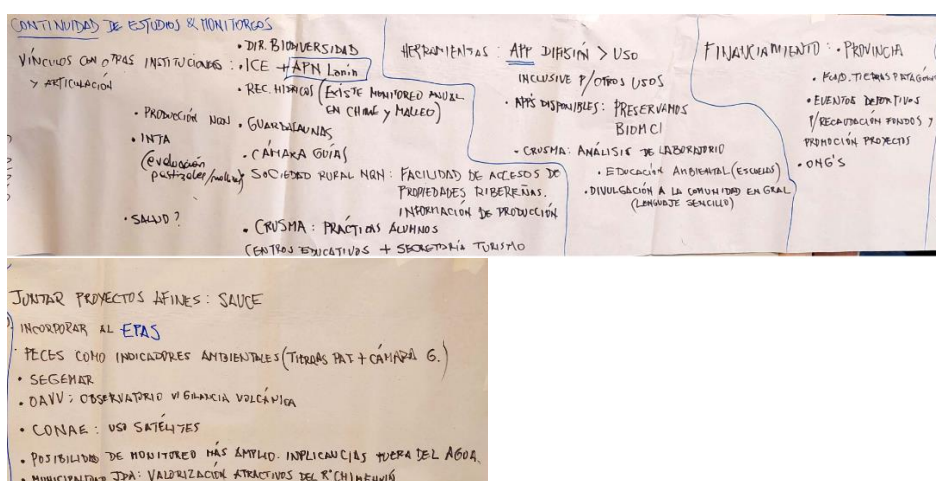 CONTINUIDAD DE ESTUDIOS & MONITOREOS
VÍNCULOS CON OTRAS INSTITUCIONES:
Y ARTICULACIÓN
• DIR. BIODIVERSIDAD
• ICE + APN Lanín
• REC. HIDRICOS (EXISTE MONITOREO ANUAL
EN CHIME y MALLEO)
• PRODUCCIÓN NQN
• GUARDAFAUNAS
• INTA
(evaluación
pastizales/mallines)
• CÁMARA GUÍAS
• SOCIEDAD RURAL NQN: FACILIDAD DE ACCESOS DE
PROPIEDADES RIBEREÑAS.
INFORMACIÓN DE PRODUCCIÓN
• SALUD?
• CRUSMA: PRÁCTICAS ALUMNOS
CENTROS EDUCATIVOS + SECRETARÍA TURISMO
HERRAMIENTAS: APP DIFISIÓN > USO
INCLUSIVE P/OTROS USOS
• APPS DISPONIBLES: PRESERVAMOS
BIOMCI
• CRUSMA: ANÁLISIS DE LABORATORIO
• EDUCACIÓN AMBIENTAL (ESCUELAS)
• DIVULGACIÓN A LA COMUNIDAD EN GRAL
(LENGUAJE SENCILLO)
FINANCIAMIENTO: • PROVINCIA
• FUND. TIERRAS PATAGÓN
• EVENTOS DEPORTIVOS
P/RECAUDACIÓN FONDOS Y
PROMOCIÓN PROYECTOS
• ONG'S
JUNTAR PROYECTOS AFINES: SAUCE
INCORPORAR AL EPAS
• PECES COMO INDICADORES AMBIENTALES (TIERRAS PAT + CÁMARA G.)
• SEGEMAR
• OAVV: OBSERVATORIO VIGILANCIA VOLCÁNICA
• CONAE: USO SATÉLITES
• POSIBILIDAD DE MONITOREO MÁS AMPLIO. INPLICANCIAS FUERA DEL AGUA.
• MUNICIPALIDAD JDA: VALORIZACIÓN ATRACTIVOS DEL R° CHIMEHUIN